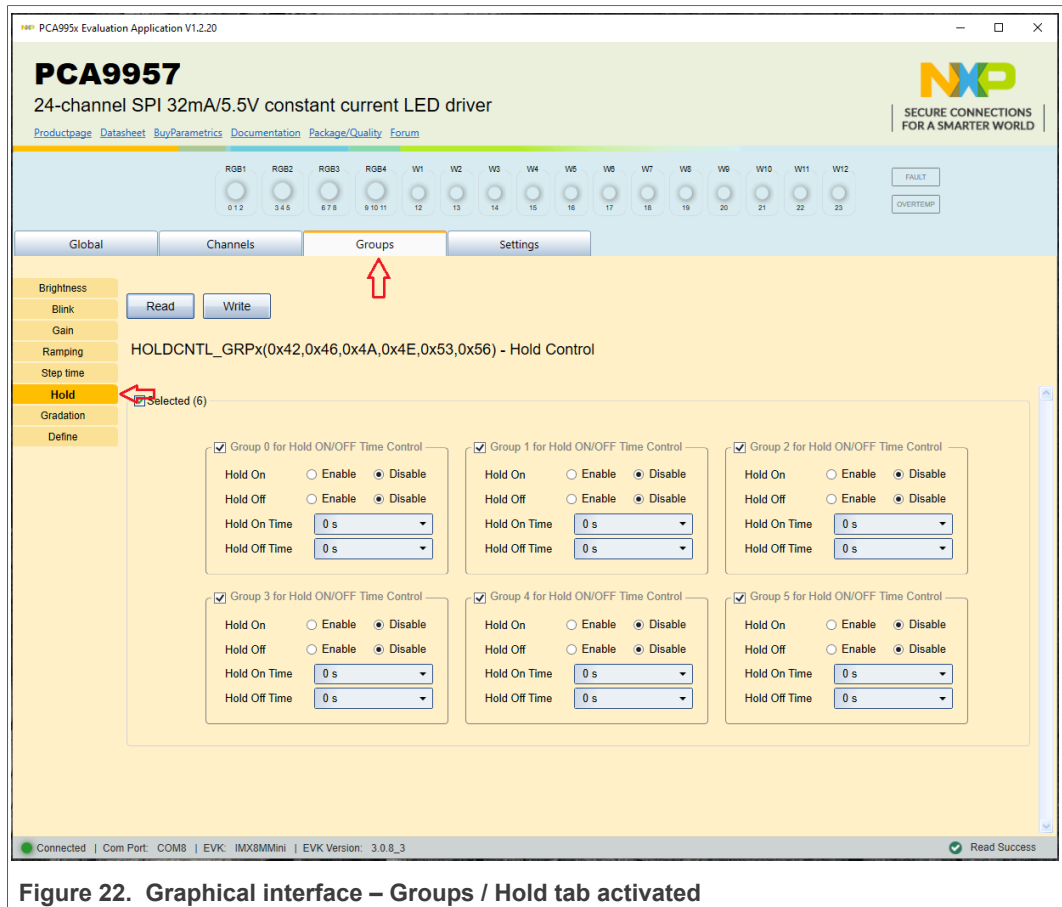 PCA995x Evaluation Application V1.2.20
PCA9957
24-channel SPI 32mA/5.5V constant current LED driver
Productpage Datasheet BuyParametrics Documentation Package/Quality Forum
NXP
SECURE CONNECTIONS
FOR A SMARTER WORLD
RGB1 RGB2 RGB3 RGB4 W1 W2 W3 W4 W5 W6 W7 W8 W9 W10 W11 W12
0 1 2 3 4 5 6 7 8 9 10 11 12 13 14 15 16 17 18 19 20 21 22 23
FAULT
OVERTEMP
Global Channels Groups Settings
Brightness
Blink
Gain
Ramping
Step time
Hold
Gradation
Define
Read Write
HOLDCNTL_GRPx(0x42,0x46,0x4A,0x4E,0x53,0x56) - Hold Control
Selected (6)
Group 0 for Hold ON/OFF Time Control
Hold On Enable Disable
Hold Off Enable Disable
Hold On Time 0 s
Hold Off Time 0 s
Group 1 for Hold ON/OFF Time Control
Hold On Enable Disable
Hold Off Enable Disable
Hold On Time 0 s
Hold Off Time 0 s
Group 2 for Hold ON/OFF Time Control
Hold On Enable Disable
Hold Off Enable Disable
Hold On Time 0 s
Hold Off Time 0 s
Group 3 for Hold ON/OFF Time Control
Hold On Enable Disable
Hold Off Enable Disable
Hold On Time 0 s
Hold Off Time 0 s
Group 4 for Hold ON/OFF Time Control
Hold On Enable Disable
Hold Off Enable Disable
Hold On Time 0 s
Hold Off Time 0 s
Group 5 for Hold ON/OFF Time Control
Hold On Enable Disable
Hold Off Enable Disable
Hold On Time 0 s
Hold Off Time 0 s
Connected | Com Port: COM8 | EVK: IMX8MMini | EVK Version: 3.0.8_3
Read Success
Figure 22. Graphical interface – Groups / Hold tab activated